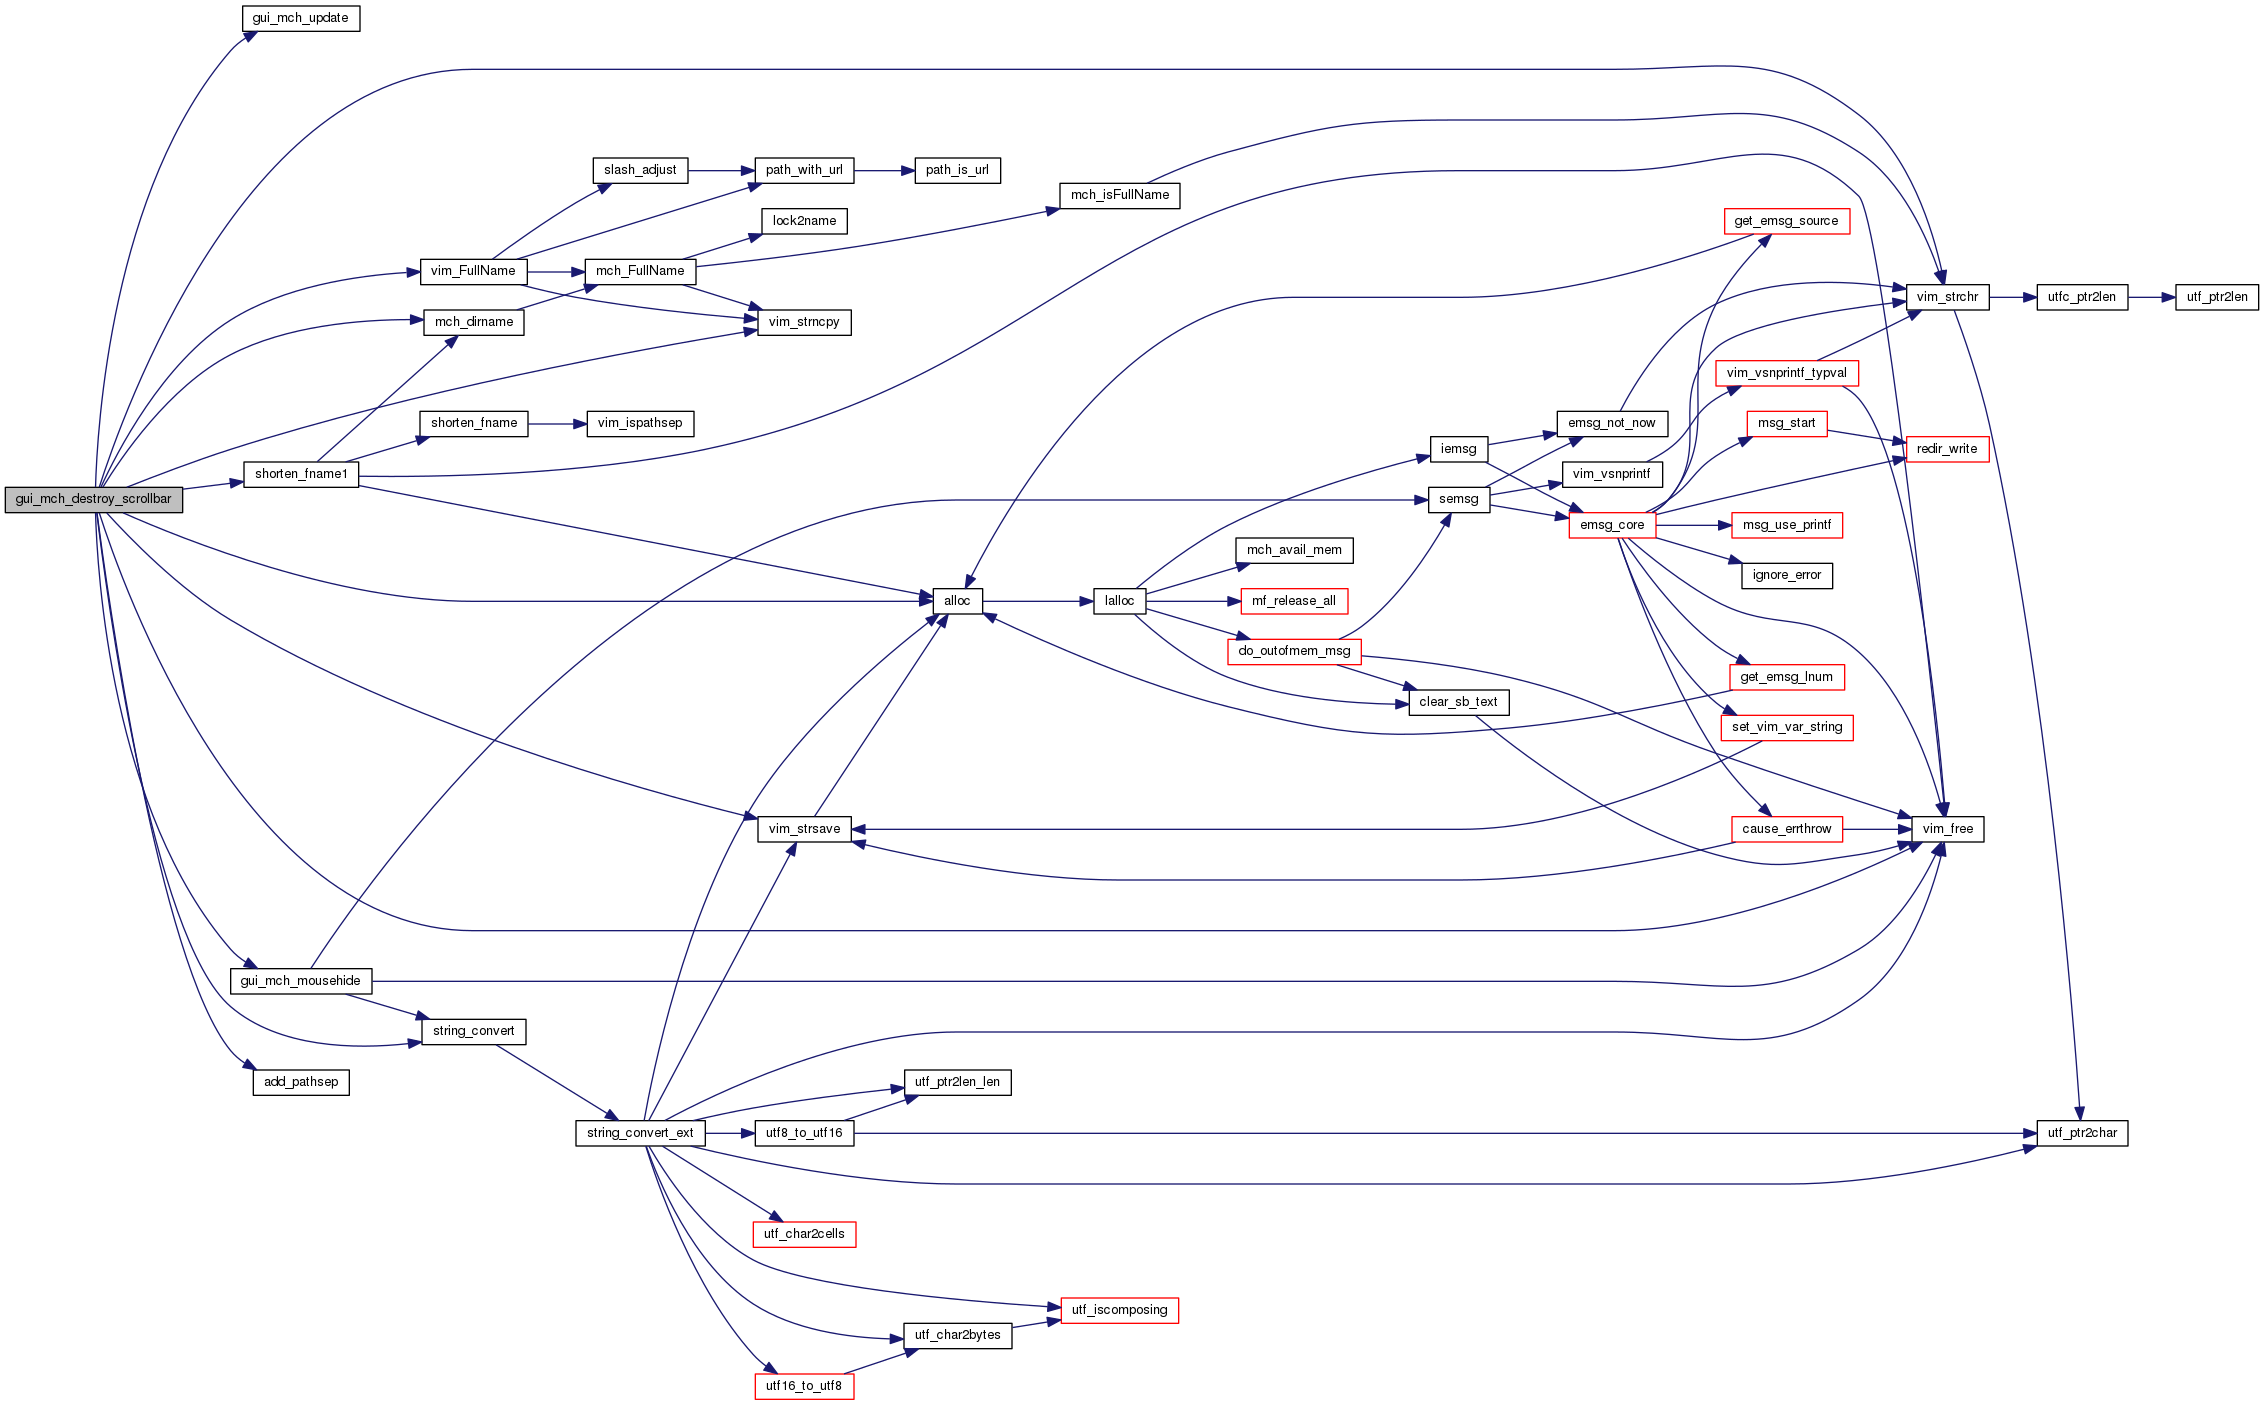 gui_mch_update
slash_adjust
path_with_url
path_is_url
mch_isFullName
lock2name
get_emsg_source
vim_FullName
mch_FullName
vim_strchr
utfc_ptr2len
utf_ptr2len
mch_dirname
vim_strncpy
vim_vsnprintf_typval
shorten_fname
vim_ispathsep
emsg_not_now
msg_start
iemsg
redir_write
shorten_fname1
vim_vsnprintf
gui_mch_destroy_scrollbar
semsg
emsg_core
msg_use_printf
mch_avail_mem
ignore_error
alloc
lalloc
mf_release_all
do_outofmem_msg
get_emsg_lnum
clear_sb_text
set_vim_var_string
vim_strsave
cause_errthrow
vim_free
gui_mch_mousehide
string_convert
add_pathsep
utf_ptr2len_len
string_convert_ext
utf8_to_utf16
utf_ptr2char
utf_char2cells
utf_iscomposing
utf_char2bytes
utf16_to_utf8